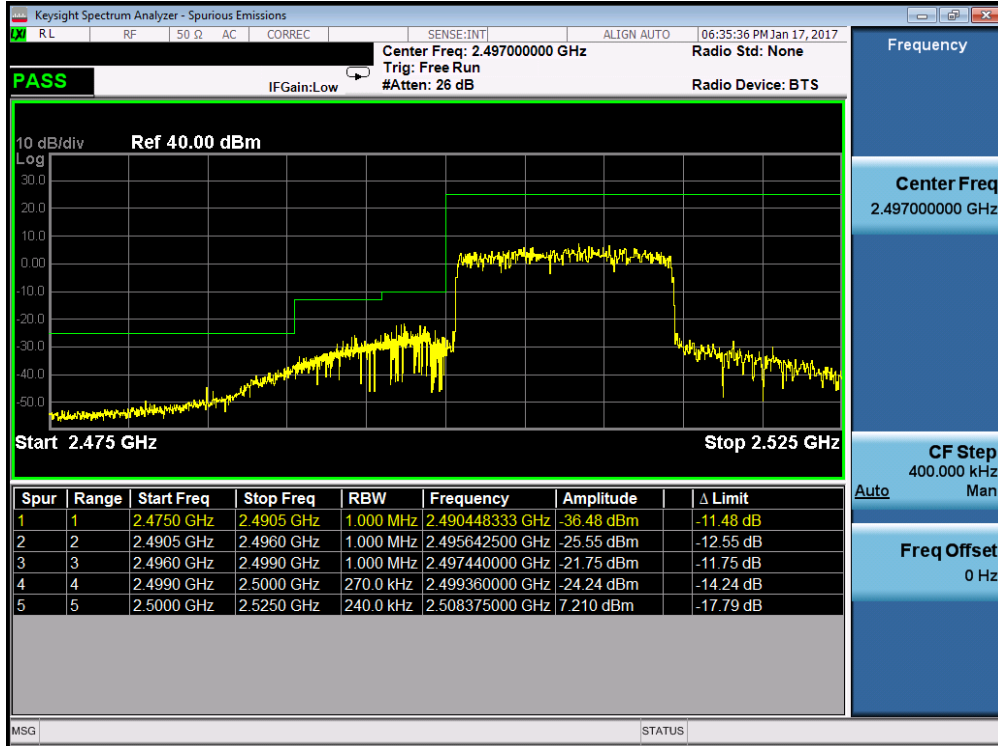 Keysight Spectrum Analyzer - Spurious Emissions
LXI RL RF 50 Ω AC CORREC SENSE:INT ALIGN AUTO 06:35:36 PM Jan 17, 2017
Center Freq: 2.497000000 GHz Radio Std: None
Trig: Free Run
PASS IFGain:Low #Atten: 26 dB Radio Device: BTS
10 dB/div Ref 40.00 dBm
Log
30.0
20.0
10.0
0.00
-10.0
-20.0
-30.0
-40.0
-50.0
Start 2.475 GHz Stop 2.525 GHz
Spur Range Start Freq Stop Freq RBW Frequency Amplitude Δ Limit
1 1 2.4750 GHz 2.4905 GHz 1.000 MHz 2.490448333 GHz -36.48 dBm -11.48 dB
2 2 2.4905 GHz 2.4960 GHz 1.000 MHz 2.495642500 GHz -25.55 dBm -12.55 dB
3 3 2.4960 GHz 2.4990 GHz 1.000 MHz 2.497440000 GHz -21.75 dBm -11.75 dB
4 4 2.4990 GHz 2.5000 GHz 270.0 kHz 2.499360000 GHz -24.24 dBm -14.24 dB
5 5 2.5000 GHz 2.5250 GHz 240.0 kHz 2.508375000 GHz 7.210 dBm -17.79 dB
MSG STATUS
Frequency
Center Freq
2.497000000 GHz
CF Step
400.000 kHz
Auto Man
Freq Offset
0 Hz